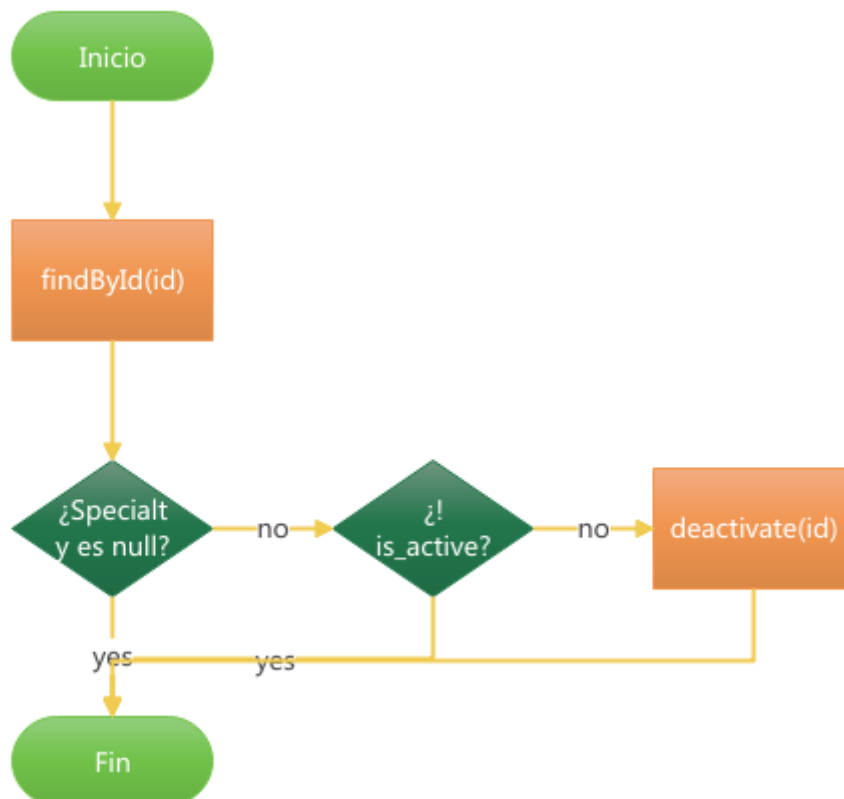 Inicio
findById(id)
¿Specialt
y es null?
no
¿!
is_active?
no
deactivate(id)
yes
yes
Fin